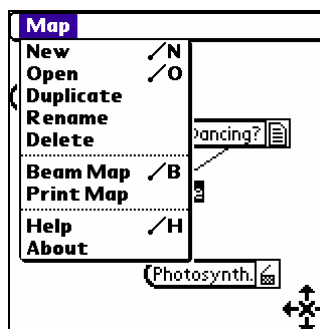 Map
New /N
Open /O
Duplicate
Rename
Delete
Beam Map /B
Print Map
Help /H
About
Dancing?
Photosynth.